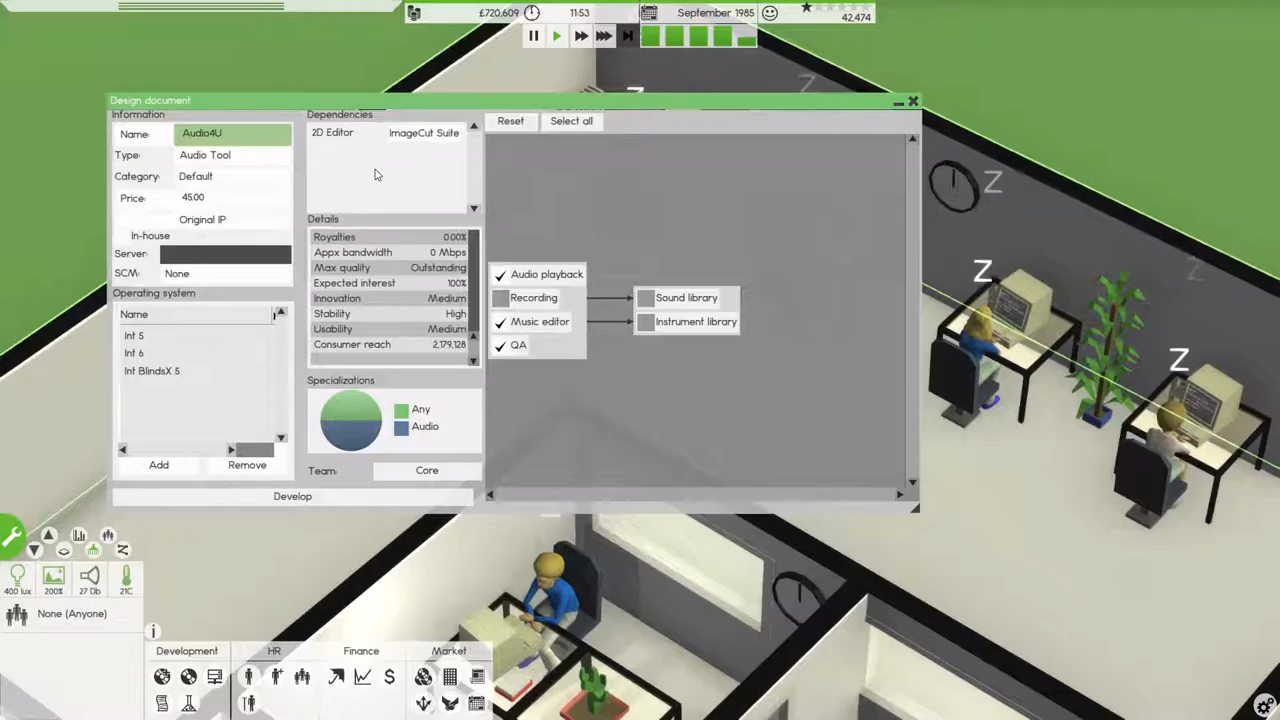 £720,609
11:53
September 1985
42,474
Design document
Information
Name: Audio4U
Type: Audio Tool
Category: Default
Price: 45.00
Original IP
In-house
Server:
SCM: None
Operating system
Name
Int 5
Int 6
Int BlindsX 5
Add Remove
Develop
Dependencies
2D Editor ImageCut Suite
Details
Royalties 0.00%
Appx bandwidth 0 Mbps
Max quality Outstanding
Expected interest 100%
Innovation Medium
Stability High
Usability Medium
Consumer reach 2,179,128
Specializations
Any
Audio
Team: Core
Reset Select all
Audio playback
Recording
Music editor
QA
Sound library
Instrument library
Z
Z
Z
Z
400 lux 200% 27 Db 21C
None (Anyone)
Development HR Finance Market